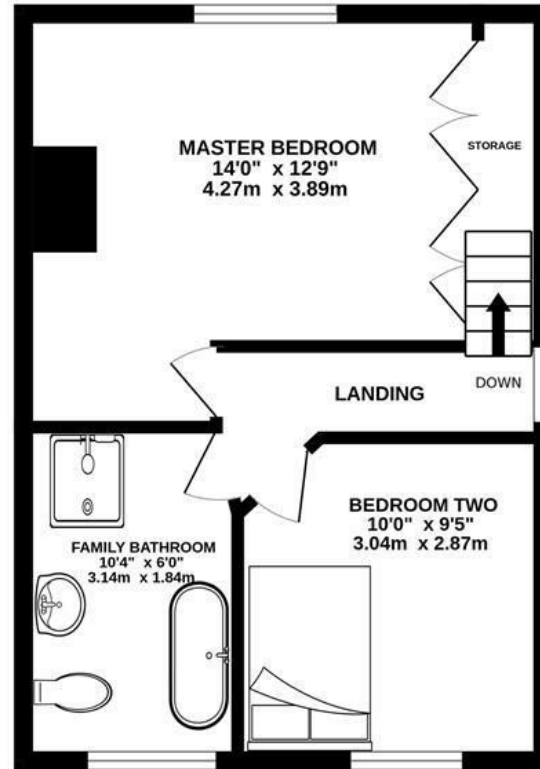 MASTER BEDROOM
14'0" x 12'9"
4.27m x 3.89m
STORAGE
LANDING
DOWN
BEDROOM TWO
10'0" x 9'5"
3.04m x 2.87m
FAMILY BATHROOM
10'4" x 6'0"
3.14m x 1.84m